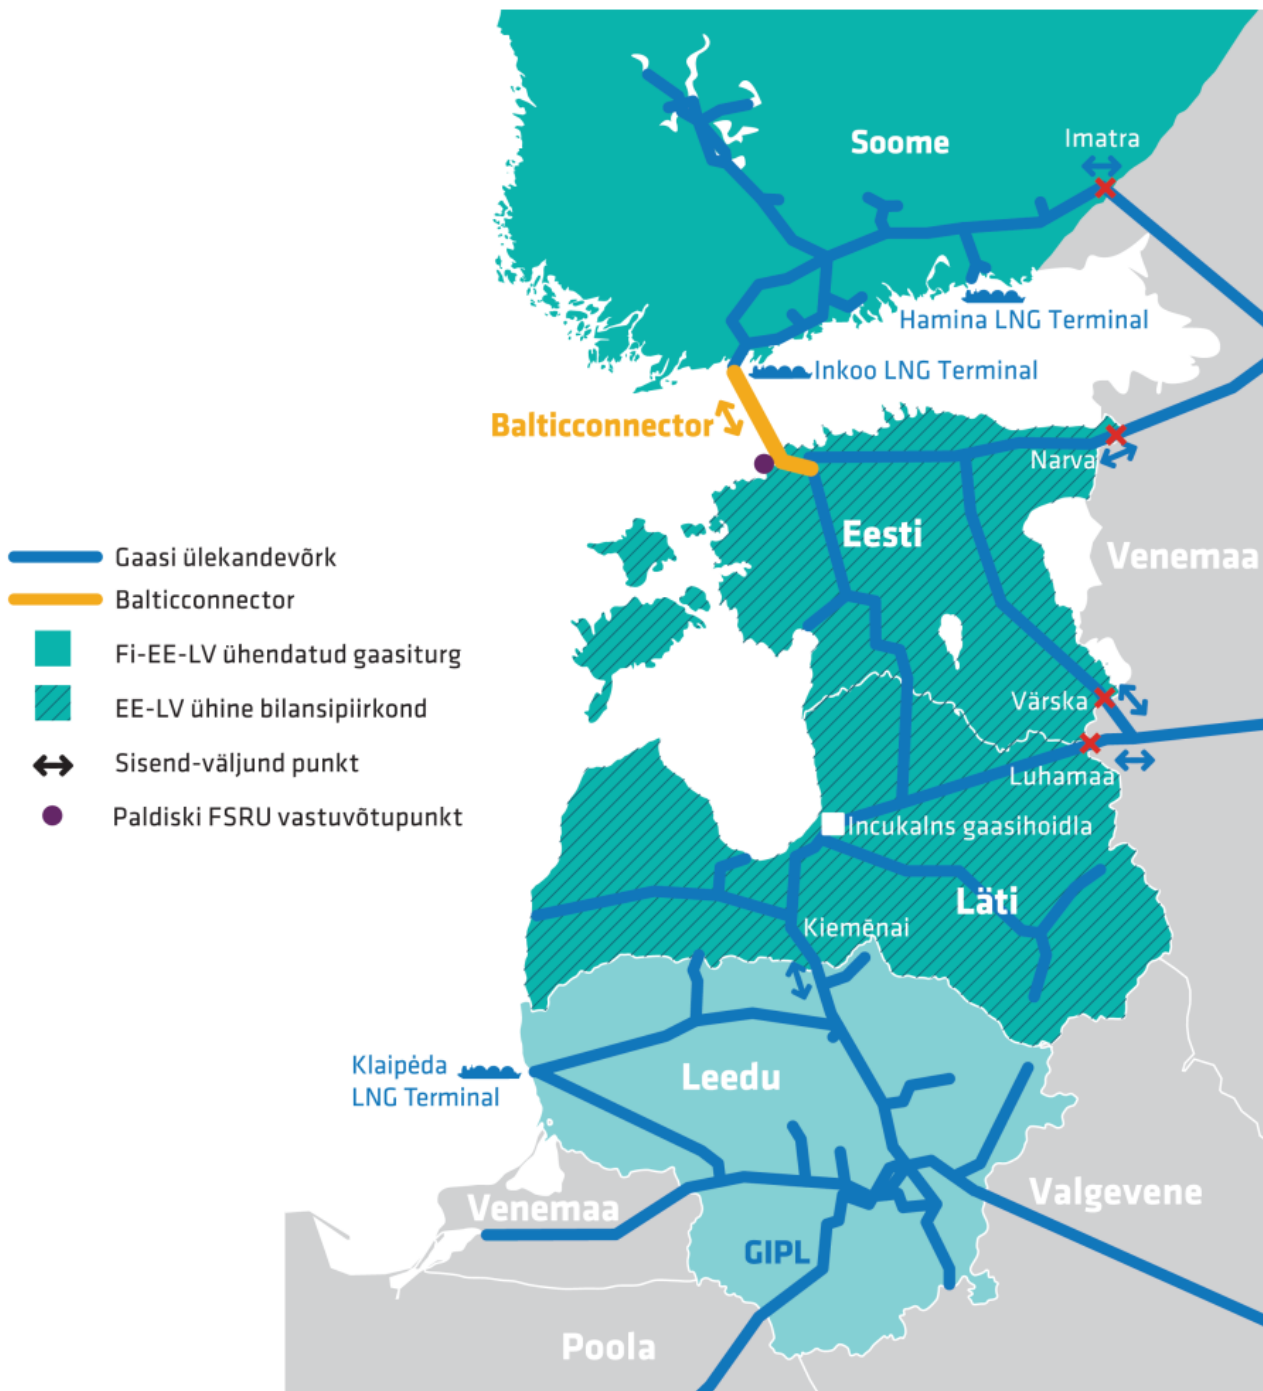 Soome
Imatra
Hamina LNG Terminal
Inkoo LNG Terminal
Balticconnector
Narva
Eesti
Venemaa
Gaasi ülekandevõrk
Balticconnector
Fi-EE-LV ühendatud gaasiturg
EE-LV ühine bilansipiirkond
Sisend-väljund punkt
Paldiski FSRU vastuvõtupunkt
Värska
Luhamaa
Incukalns gaasihoidla
Läti
Kiemēnai
Klaipėda
LNG Terminal
Leedu
Venemaa
Valgevene
GIPL
Poola